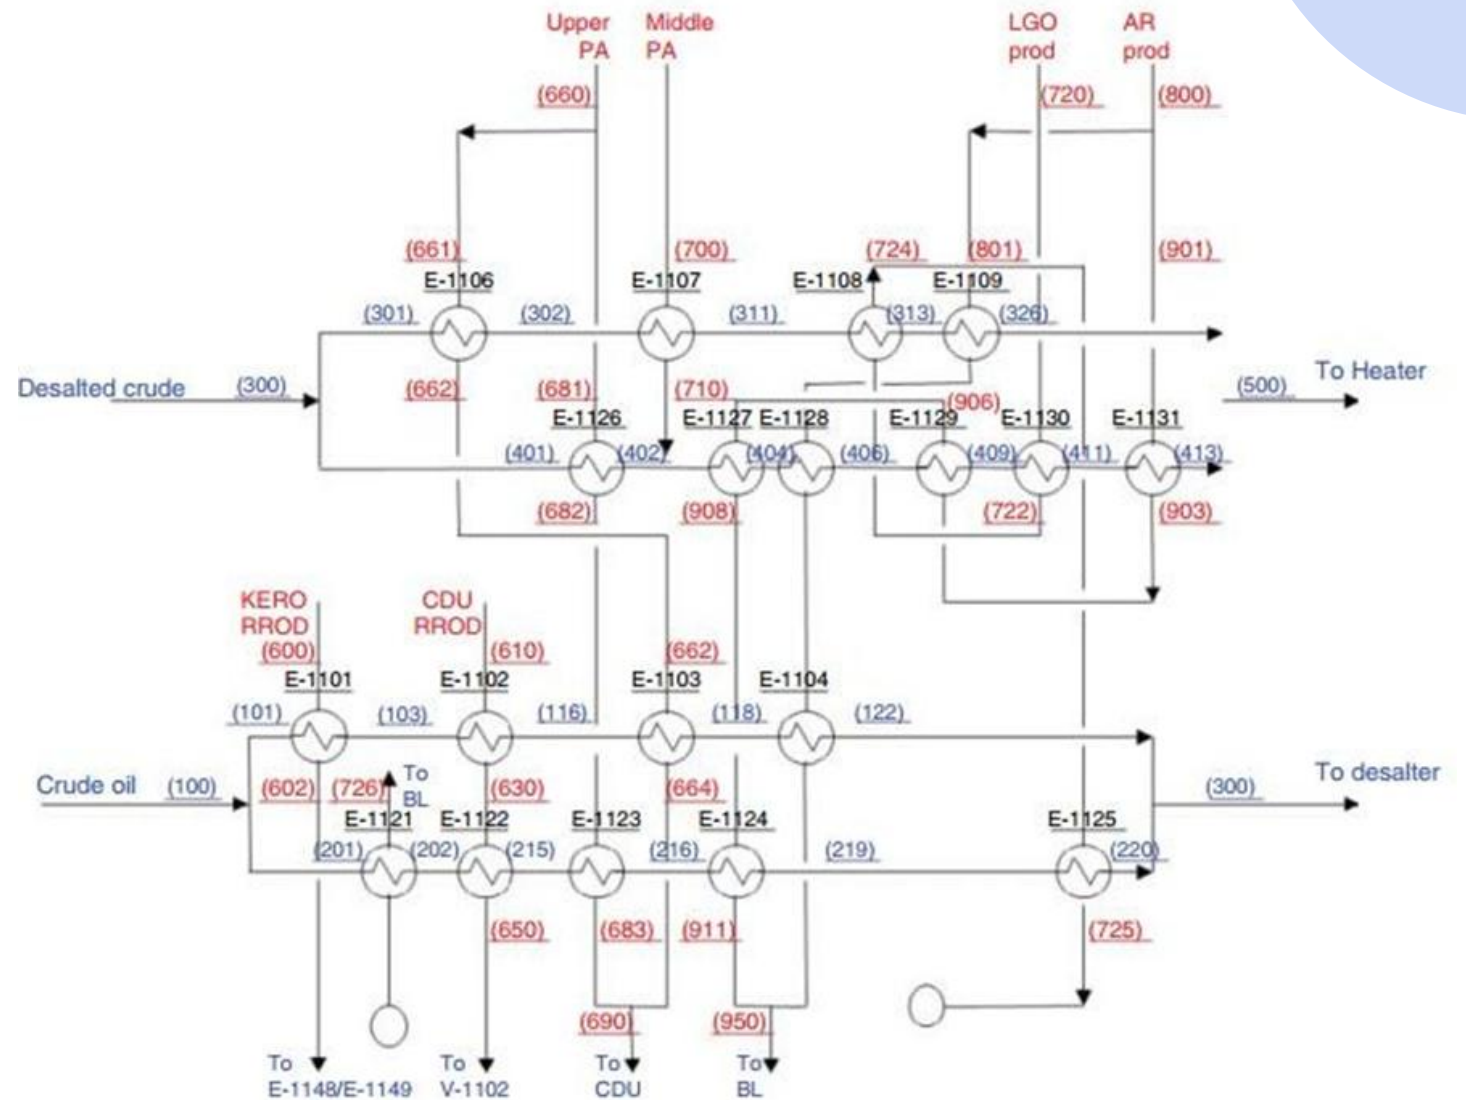 Upper Middle LGO AR
PA PA prod prod
(660) (720) (800)
(661) (700) (724) (801) (901)
E-1106 E-1107 E-1108 E-1109
(301) (302) (311) (313) (326)
To Heater
Desalted crude (300) (662) (681) (710) (500)
(906)
E-1126 E-1127 E-1128 E-1129 E-1130 E-1131
(401) (402) (404) (406) (409) (411) (413)
(682) (908) (722) (903)
KERO CDU
RROD RROD
(600) (610) (662)
E-1101 E-1102 E-1103 E-1104
(101) (103) (116) (118) (122)
To desalter
Crude oil (100) (602) (726) To (630) (664) (300)
BL
E-1121 E-1122 E-1123 E-1124 E-1125
(201) (202) (215) (216) (219) (220)
(650) (683) (911) (725)
(690) (950)
To To To To
E-1148/E-1149 V-1102 CDU BL